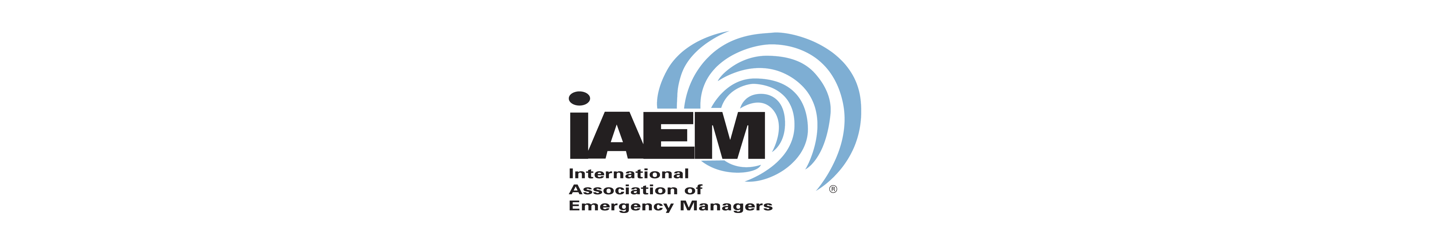 iAEM
International
Association of
Emergency Managers
®